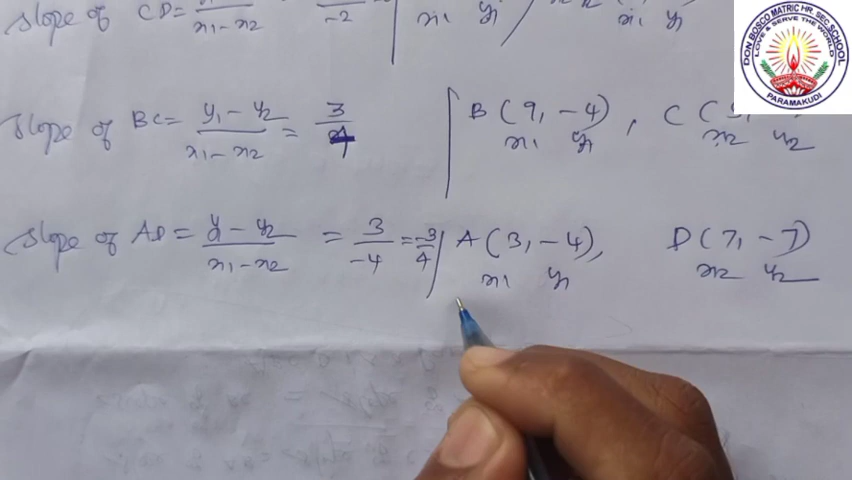 Slope of CD =
x1 - x2
-2
x1 y1
x1 y1
Slope of BC = y1 - y2 / x1 - x2 = 3 / 4 | B (9, -4), C (5,
x1 y1 x2 y2
Slope of AD = y1 - y2 / x1 - x2 = 3 / -4 = -3 / 4 | A (3, -4), D (7, -7)
x1 y1 x2 y2
DON BOSCO MATRIC HR. SEC. SCHOOL
LOVE & SERVE THE WORLD
PARAMAKUDI